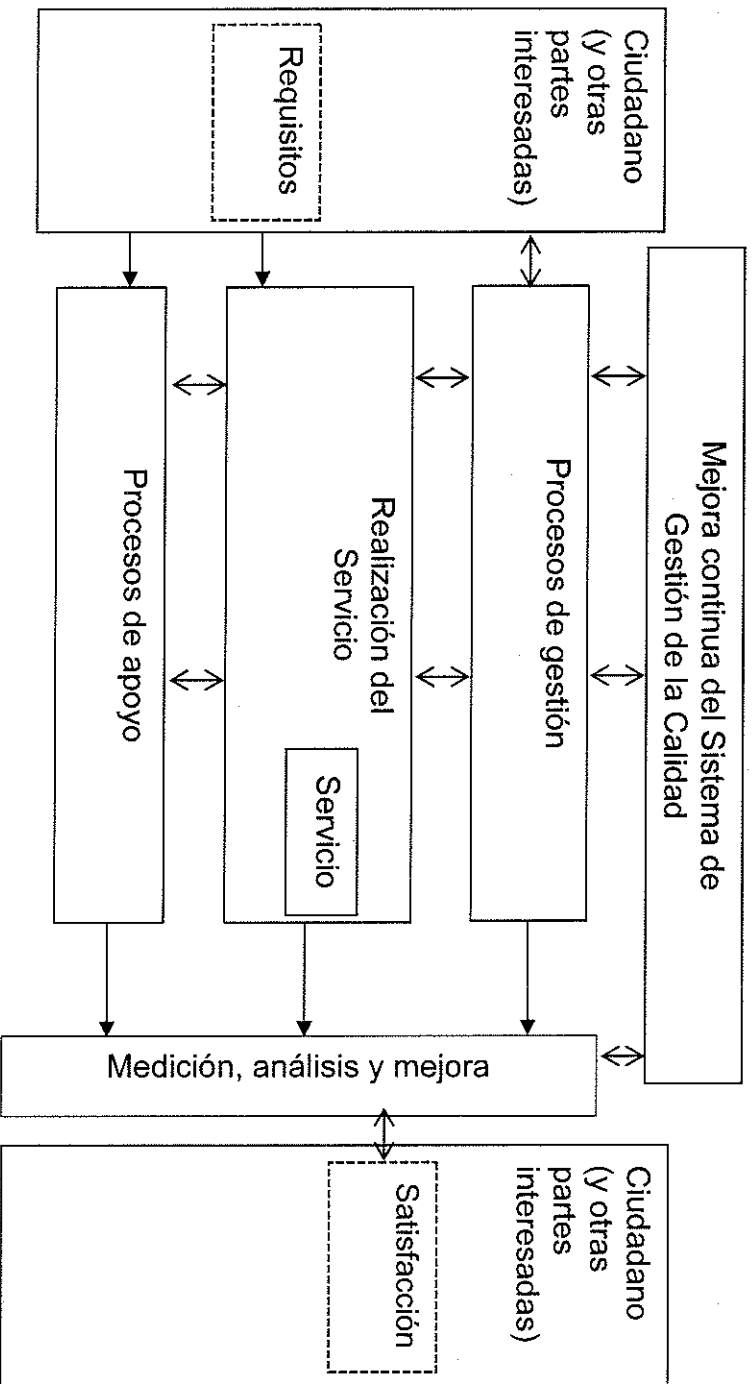 Mejora continua del Sistema de
Gestión de la Calidad
Ciudadano
(y otras
partes
interesadas)
Requisitos
Procesos de gestión
Realización del
Servicio
Servicio
Procesos de apoyo
Medición, análisis y mejora
Ciudadano
(y otras
partes
interesadas)
Satisfacción